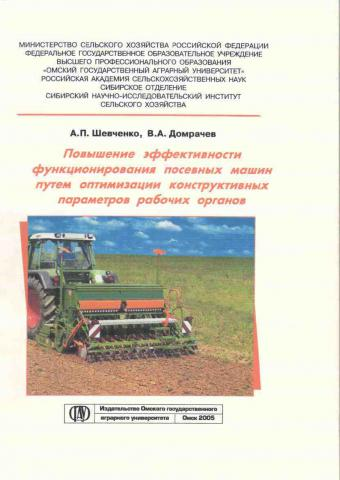 МИНИСТЕРСТВО СЕЛЬСКОГО ХОЗЯЙСТВА РОССИЙСКОЙ ФЕДЕРАЦИИ
ФЕДЕРАЛЬНОЕ ГОСУДАРСТВЕННОЕ ОБРАЗОВАТЕЛЬНОЕ УЧРЕЖДЕНИЕ
ВЫСШЕГО ПРОФЕССИОНАЛЬНОГО ОБРАЗОВАНИЯ
«ОМСКИЙ ГОСУДАРСТВЕННЫЙ АГРАРНЫЙ УНИВЕРСИТЕТ»
РОССИЙСКАЯ АКАДЕМИЯ СЕЛЬСКОХОЗЯЙСТВЕННЫХ НАУК
СИБИРСКОЕ ОТДЕЛЕНИЕ
СИБИРСКИЙ НАУЧНО-ИССЛЕДОВАТЕЛЬСКИЙ ИНСТИТУТ
СЕЛЬСКОГО ХОЗЯЙСТВА
А.П. Шевченко, В.А. Домрачев
Повышение эффективности
функционирования посевных машин
путем оптимизации конструктивных
параметров рабочих органов
Издательство Омского государственного
аграрного университета Омск 2005